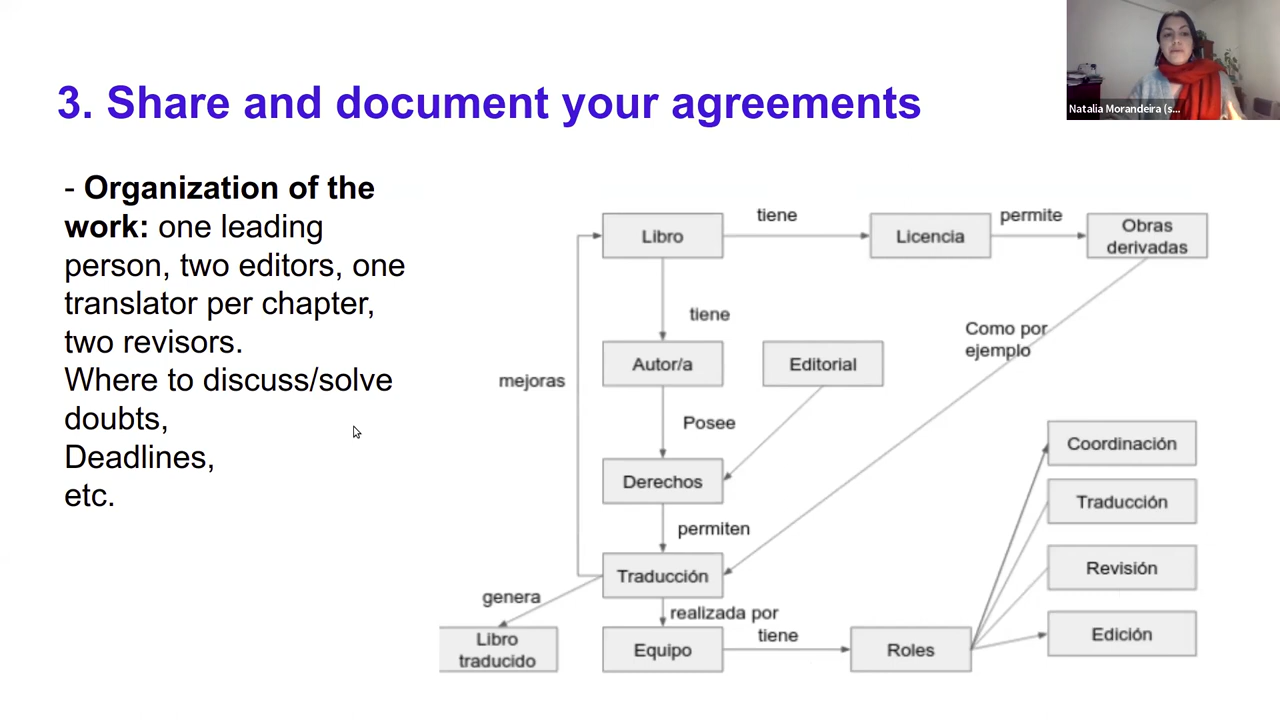 3. Share and document your agreements
Natalia Morandeira (s...
- Organization of the
work: one leading
person, two editors, one
translator per chapter,
two revisors.
Where to discuss/solve
doubts,
Deadlines,
etc.
Libro
tiene
Licencia
permite
Obras
derivadas
tiene
Como por
ejemplo
Autor/a
Editorial
mejoras
Posee
Coordinación
Derechos
Traducción
permiten
Traducción
Revisión
genera
realizada por
Libro
traducido
Equipo
tiene
Roles
Edición